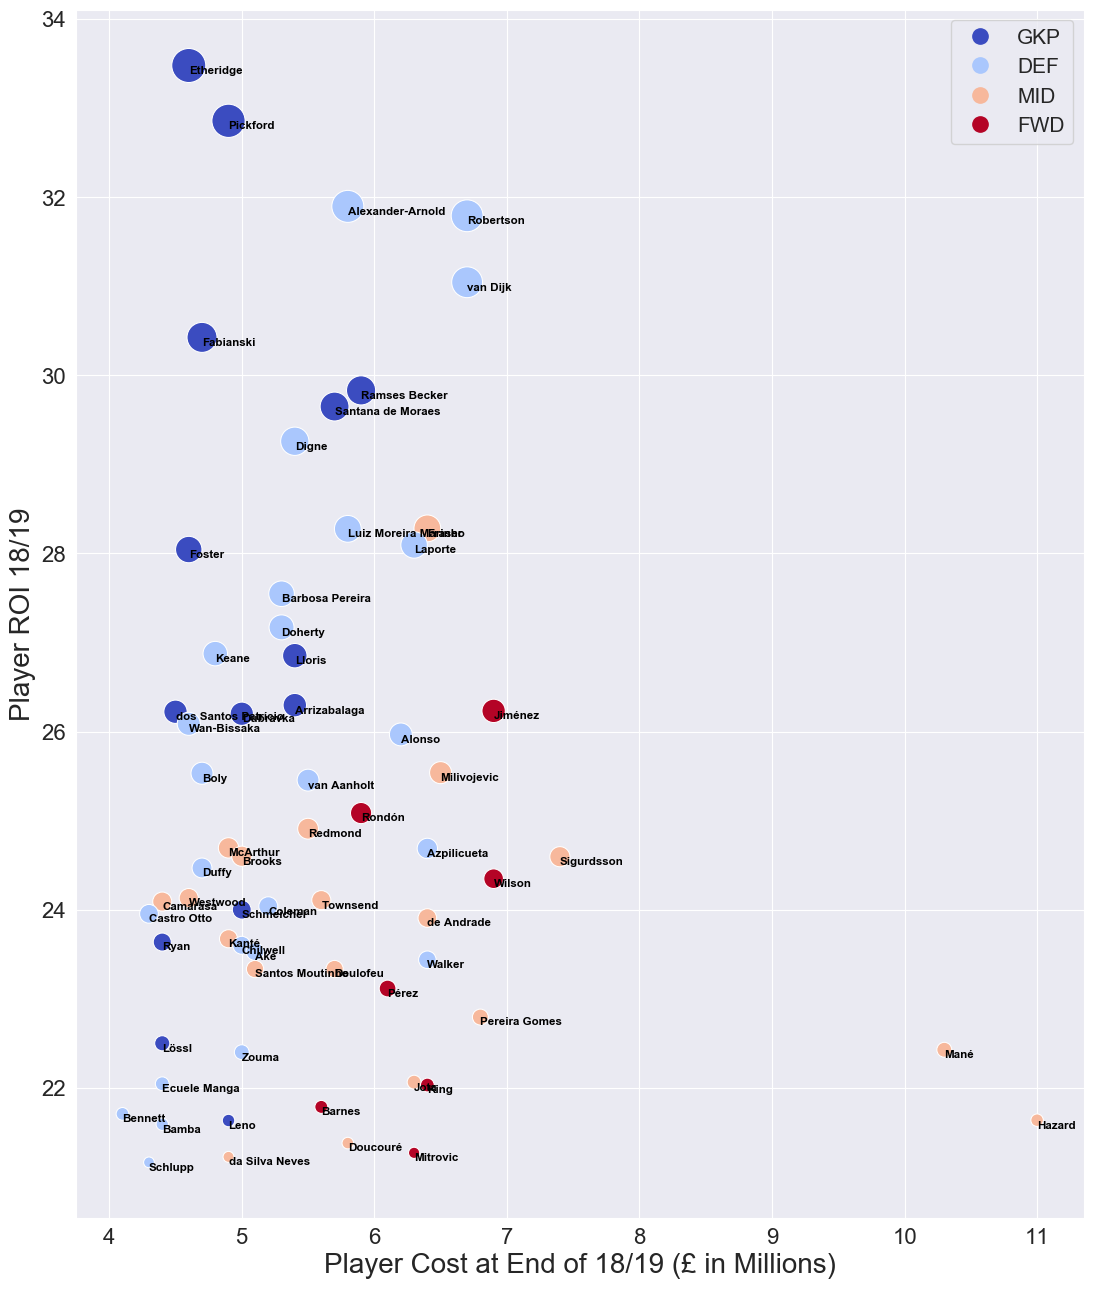 34
GKP
DEF
MID
FWD
Etheridge
Pickford
32
Alexander-Arnold
Robertson
van Dijk
Fabianski
30
Ramses Becker
Santana de Moraes
Digne
Luiz Moreira Marinho
Fraser
Laporte
28
Foster
Barbosa Pereira
Doherty
Keane
Lloris
Arrizabalaga
Jiménez
dos Santos Patrício
Dubravka
Wan-Bissaka
26
Alonso
Boly
van Aanholt
Milivojevic
Rondón
Redmond
McArthur
Brooks
Azpilicueta
Sigurdsson
Duffy
Wilson
Camarasa
Westwood
Schmeichel
Coleman
Townsend
24
Castro Otto
de Andrade
Ryan
Kanté
Chilwell
Aké
Walker
Santos Moutinho
Deulofeu
Pérez
Pereira Gomes
Lössl
Zouma
Mané
22
Ecuele Manga
Jota
King
Bennett
Bamba
Leno
Barnes
Hazard
Doucouré
Mitrovic
Schlupp
da Silva Neves
Player ROI 18/19
4 5 6 7 8 9 10 11
Player Cost at End of 18/19 (£ in Millions)